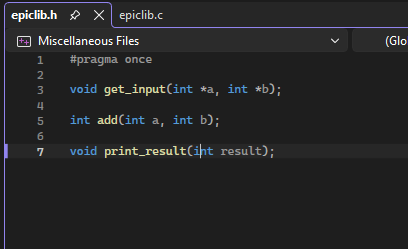 epiclib.h epiclib.c
Miscellaneous Files (Glo
1 #pragma once
2
3 void get_input(int *a, int *b);
4
5 int add(int a, int b);
6
7 void print_result(int result);